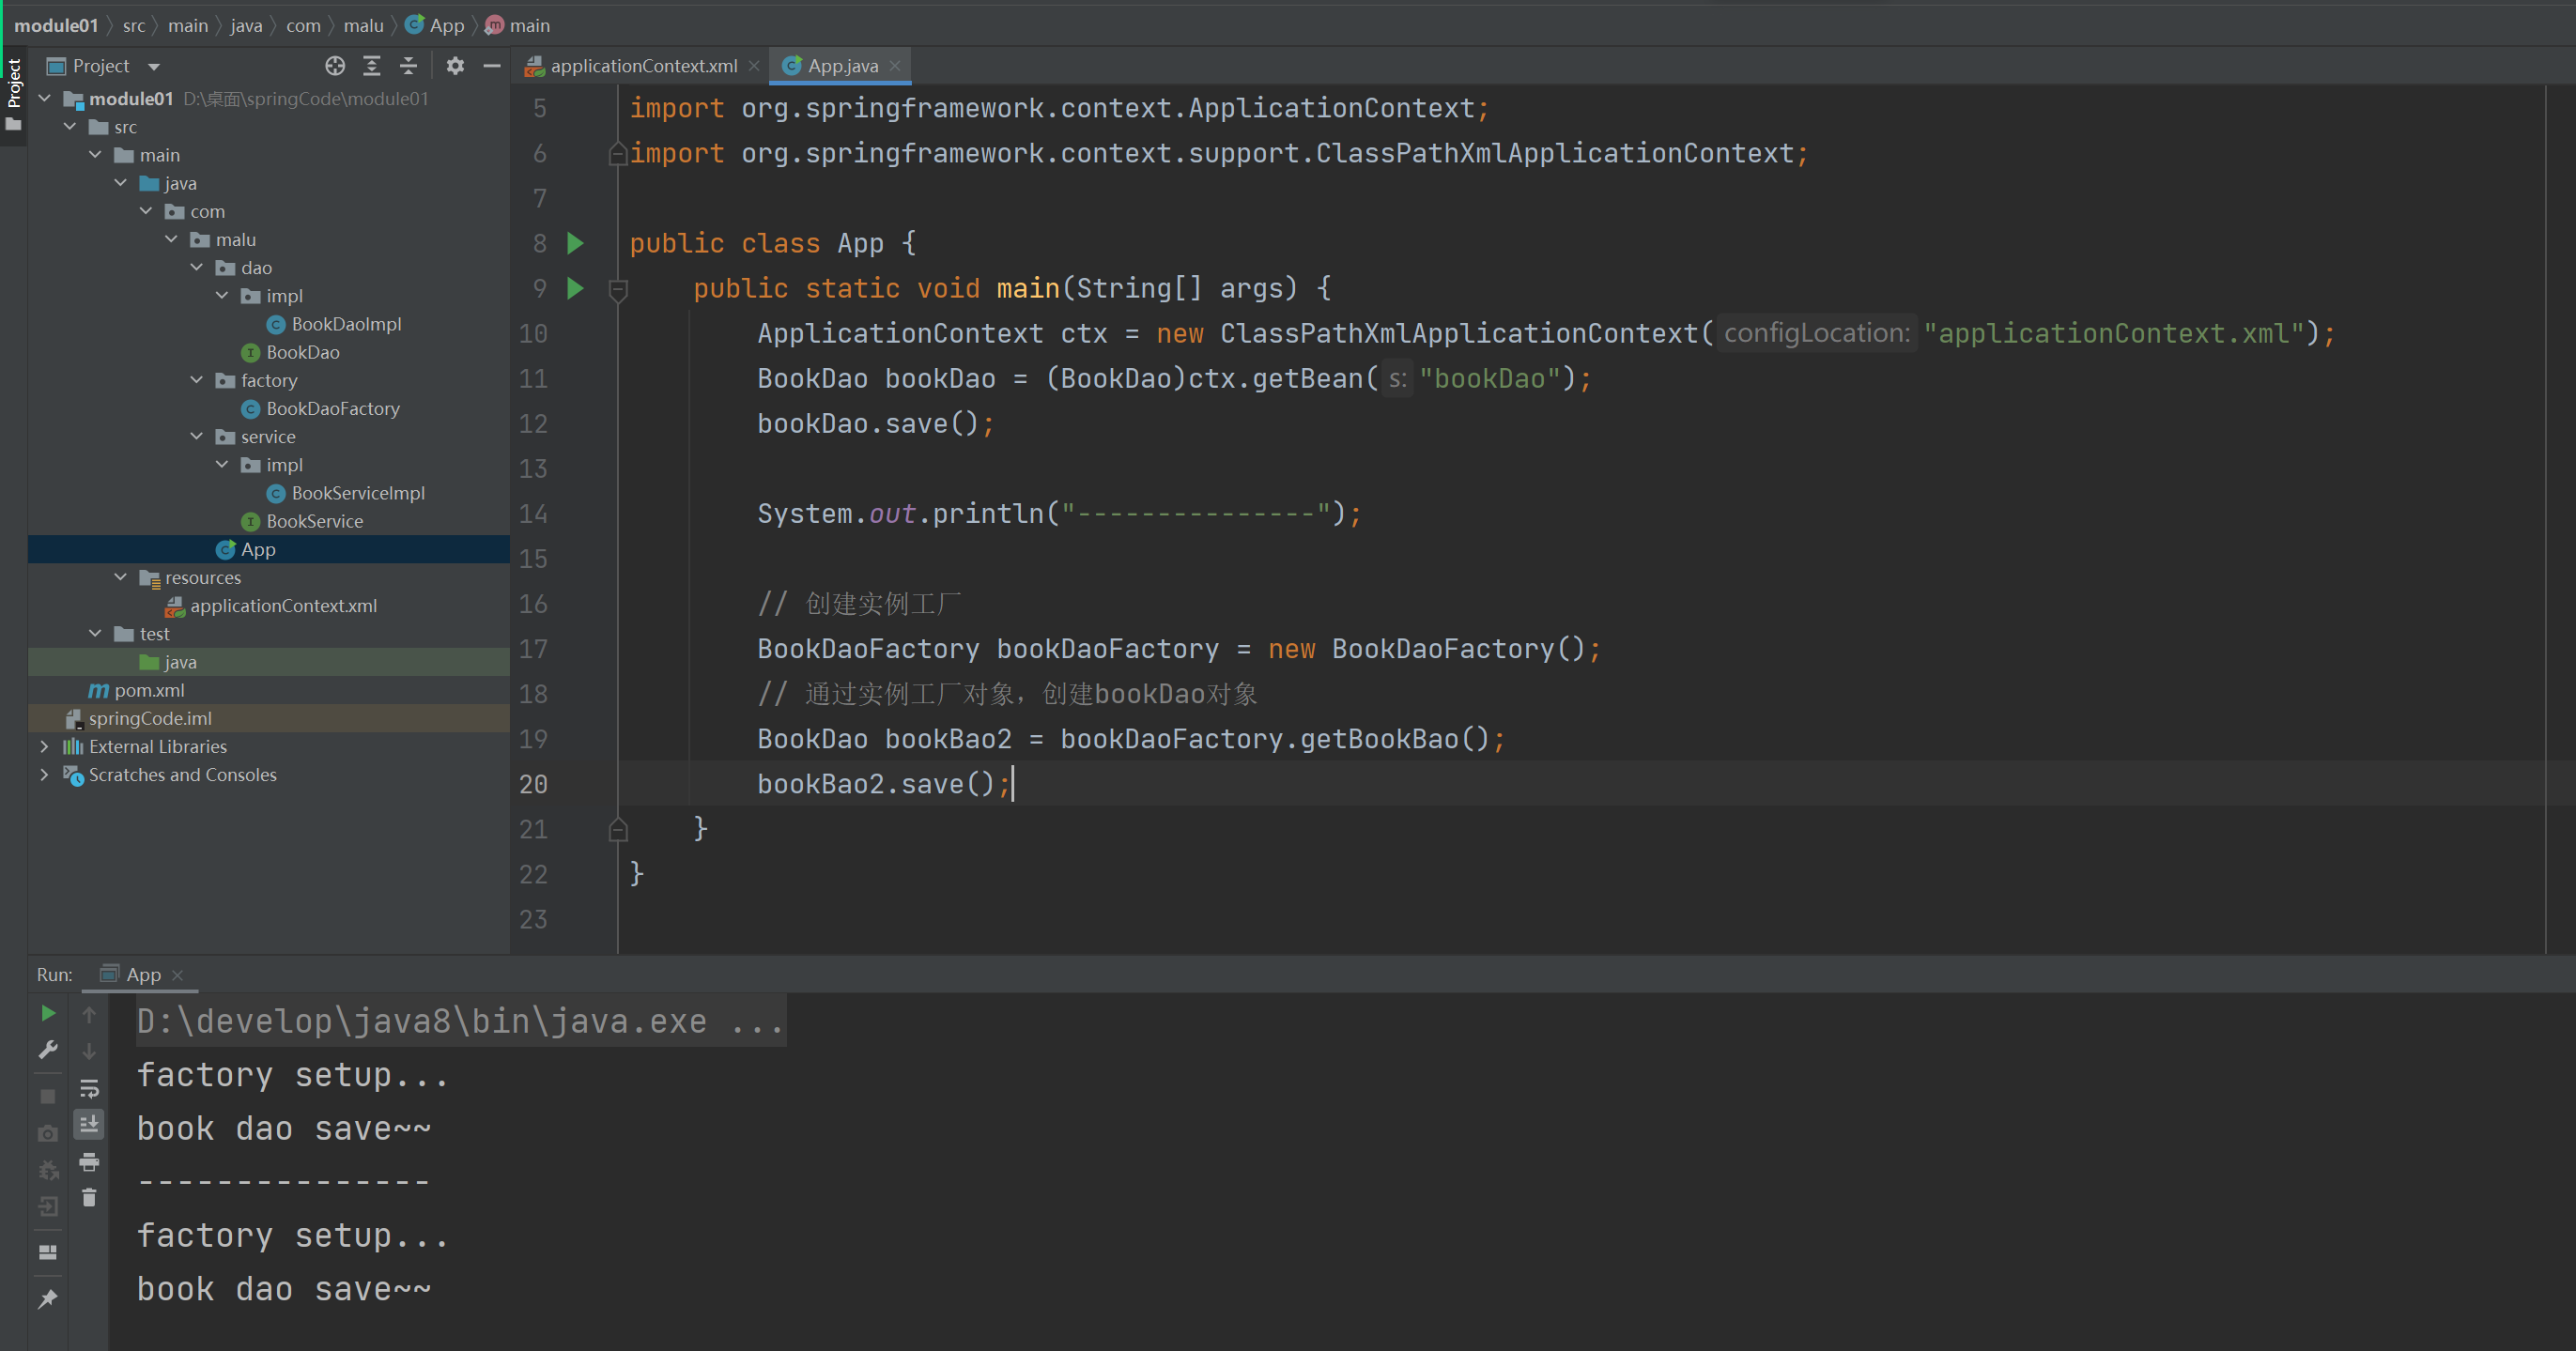 module01 src main java com malu App main
Project
Project
module01 D:\桌面\springCode\module01
src
main
java
com
malu
dao
impl
BookDaoImpl
BookDao
factory
BookDaoFactory
service
impl
BookServiceImpl
BookService
App
resources
applicationContext.xml
test
java
pom.xml
springCode.iml
External Libraries
Scratches and Consoles
applicationContext.xml App.java
5 import org.springframework.context.ApplicationContext;
6 import org.springframework.context.support.ClassPathXmlApplicationContext;
7
8 public class App {
9 public static void main(String[] args) {
10 ApplicationContext ctx = new ClassPathXmlApplicationContext( configLocation: "applicationContext.xml");
11 BookDao bookDao = (BookDao)ctx.getBean( s: "bookDao");
12 bookDao.save();
13
14 System.out.println("---------------");
15
16 // 创建实例工厂
17 BookDaoFactory bookDaoFactory = new BookDaoFactory();
18 // 通过实例工厂对象，创建bookDao对象
19 BookDao bookBao2 = bookDaoFactory.getBookBao();
20 bookBao2.save();
21 }
22 }
23
Run: App
D:\develop\java8\bin\java.exe ...
factory setup...
book dao save~~
---------------
factory setup...
book dao save~~